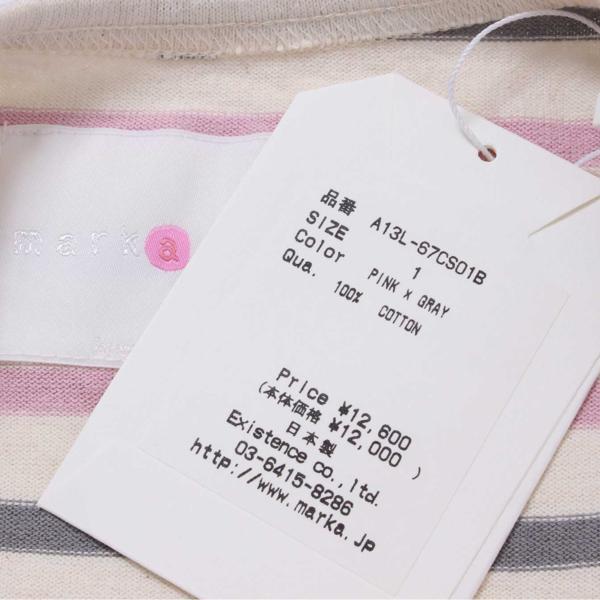 marka
品番 A13L-67CS01B
SIZE 1
Color PINK x GRAY
Qua. 100% COTTON
Price ¥12,600
(本体価格 ¥12,000 )
日本製
Existence co.,ltd.
03-6415-8286
http://www.marka.jp